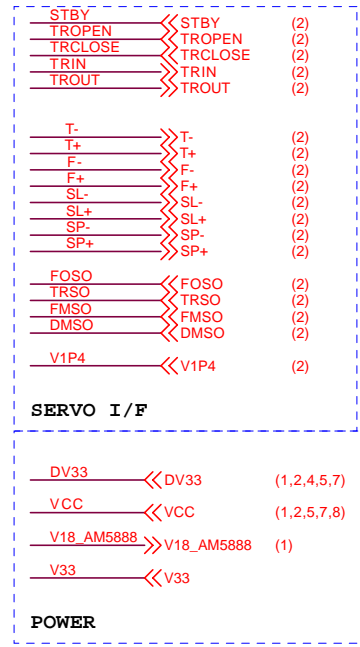 STBY STBY (2)
TROPEN TROPEN (2)
TRCLOSE TRCLOSE (2)
TRIN TRIN (2)
TROUT TROUT (2)
T- T- (2)
T+ T+ (2)
F- F- (2)
F+ F+ (2)
SL- SL- (2)
SL+ SL+ (2)
SP- SP- (2)
SP+ SP+ (2)
FOSO FOSO (2)
TRSO TRSO (2)
FMSO FMSO (2)
DMSO DMSO (2)
V1P4 V1P4 (2)
SERVO I/F
DV33 DV33 (1,2,4,5,7)
VCC VCC (1,2,5,7,8)
V18_AM5888 V18_AM5888 (1)
V33 V33
POWER